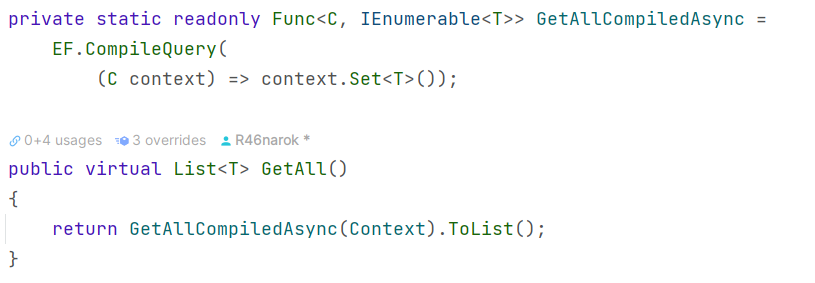 private static readonly Func<C, IEnumerable<T>> GetAllCompiledAsync =
    EF.CompileQuery(
        (C context) => context.Set<T>());
0+4 usages 3 overrides R46narok *
public virtual List<T> GetAll()
{
    return GetAllCompiledAsync(Context).ToList();
}